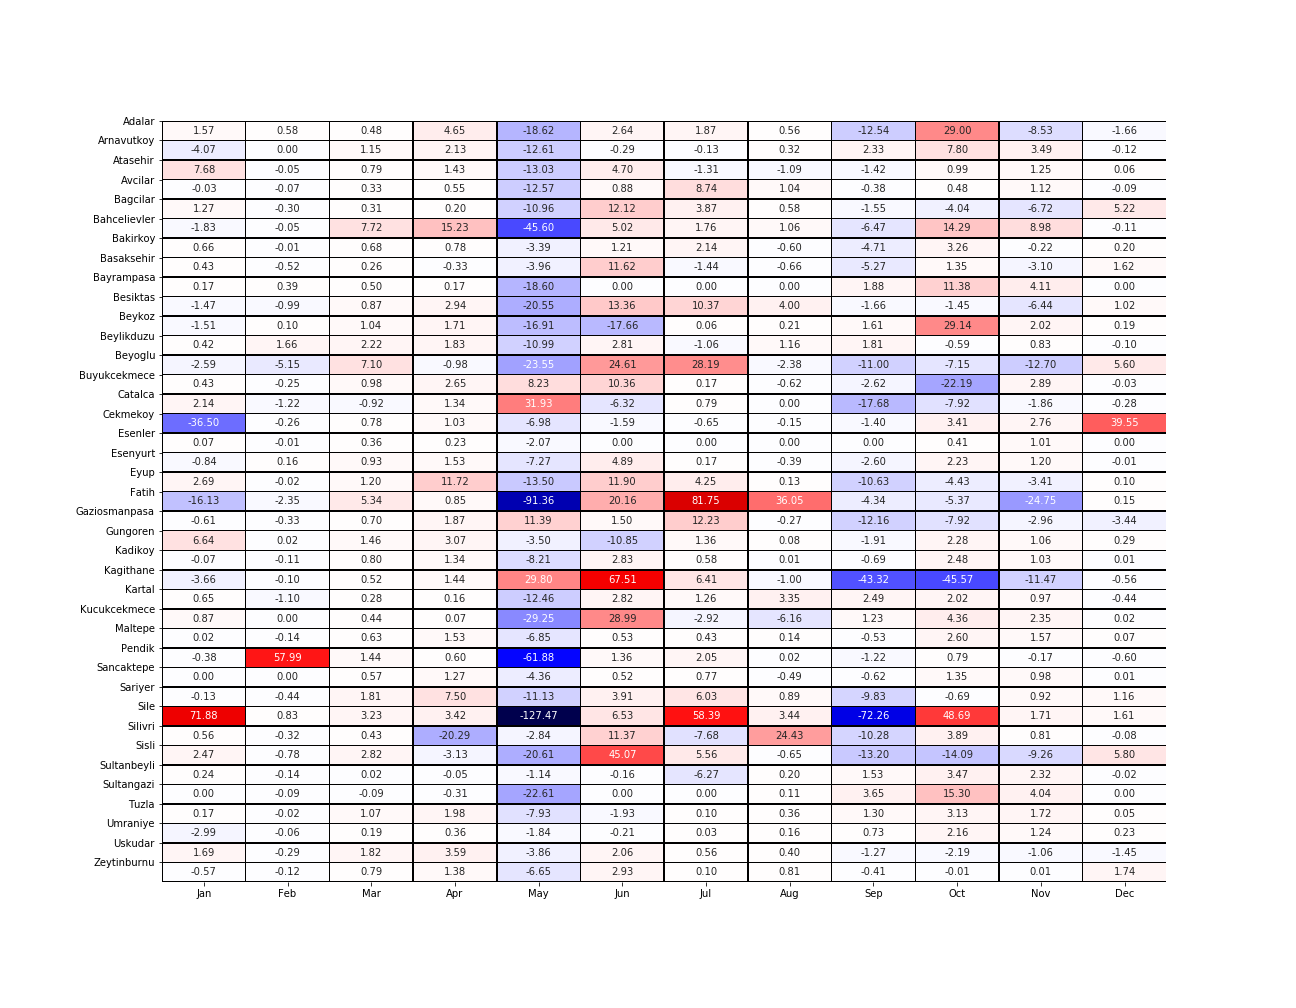 Adalar 1.57 0.58 0.48 4.65 -18.62 2.64 1.87 0.56 -12.54 29.00 -8.53 -1.66
Arnavutkoy -4.07 0.00 1.15 2.13 -12.61 -0.29 -0.13 0.32 2.33 7.80 3.49 -0.12
Atasehir 7.68 -0.05 0.79 1.43 -13.03 4.70 -1.31 -1.09 -1.42 0.99 1.25 0.06
Avcilar -0.03 -0.07 0.33 0.55 -12.57 0.88 8.74 1.04 -0.38 0.48 1.12 -0.09
Bagcilar 1.27 -0.30 0.31 0.20 -10.96 12.12 3.87 0.58 -1.55 -4.04 -6.72 5.22
Bahcelievler -1.83 -0.05 7.72 15.23 -45.60 5.02 1.76 1.06 -6.47 14.29 8.98 -0.11
Bakirkoy 0.66 -0.01 0.68 0.78 -3.39 1.21 2.14 -0.60 -4.71 3.26 -0.22 0.20
Basaksehir 0.43 -0.52 0.26 -0.33 -3.96 11.62 -1.44 -0.66 -5.27 1.35 -3.10 1.62
Bayrampasa 0.17 0.39 0.50 0.17 -18.60 0.00 0.00 0.00 1.88 11.38 4.11 0.00
Besiktas -1.47 -0.99 0.87 2.94 -20.55 13.36 10.37 4.00 -1.66 -1.45 -6.44 1.02
Beykoz -1.51 0.10 1.04 1.71 -16.91 -17.66 0.06 0.21 1.61 29.14 2.02 0.19
Beylikduzu 0.42 1.66 2.22 1.83 -10.99 2.81 -1.06 1.16 1.81 -0.59 0.83 -0.10
Beyoglu -2.59 -5.15 7.10 -0.98 -23.55 24.61 28.19 -2.38 -11.00 -7.15 -12.70 5.60
Buyukcekmece 0.43 -0.25 0.98 2.65 8.23 10.36 0.17 -0.62 -2.62 -22.19 2.89 -0.03
Catalca 2.14 -1.22 -0.92 1.34 31.93 -6.32 0.79 0.00 -17.68 -7.92 -1.86 -0.28
Cekmekoy -36.50 -0.26 0.78 1.03 -6.98 -1.59 -0.65 -0.15 -1.40 3.41 2.76 39.55
Esenler 0.07 -0.01 0.36 0.23 -2.07 0.00 0.00 0.00 0.00 0.41 1.01 0.00
Esenyurt -0.84 0.16 0.93 1.53 -7.27 4.89 0.17 -0.39 -2.60 2.23 1.20 -0.01
Eyup 2.69 -0.02 1.20 11.72 -13.50 11.90 4.25 0.13 -10.63 -4.43 -3.41 0.10
Fatih -16.13 -2.35 5.34 0.85 -91.36 20.16 81.75 36.05 -4.34 -5.37 -24.75 0.15
Gaziosmanpasa -0.61 -0.33 0.70 1.87 11.39 1.50 12.23 -0.27 -12.16 -7.92 -2.96 -3.44
Gungoren 6.64 0.02 1.46 3.07 -3.50 -10.85 1.36 0.08 -1.91 2.28 1.06 0.29
Kadikoy -0.07 -0.11 0.80 1.34 -8.21 2.83 0.58 0.01 -0.69 2.48 1.03 0.01
Kagithane -3.66 -0.10 0.52 1.44 29.80 67.51 6.41 -1.00 -43.32 -45.57 -11.47 -0.56
Kartal 0.65 -1.10 0.28 0.16 -12.46 2.82 1.26 3.35 2.49 2.02 0.97 -0.44
Kucukcekmece 0.87 0.00 0.44 0.07 -29.25 28.99 -2.92 -6.16 1.23 4.36 2.35 0.02
Maltepe 0.02 -0.14 0.63 1.53 -6.85 0.53 0.43 0.14 -0.53 2.60 1.57 0.07
Pendik -0.38 57.99 1.44 0.60 -61.88 1.36 2.05 0.02 -1.22 0.79 -0.17 -0.60
Sancaktepe 0.00 0.00 0.57 1.27 -4.36 0.52 0.77 -0.49 -0.62 1.35 0.98 0.01
Sariyer -0.13 -0.44 1.81 7.50 -11.13 3.91 6.03 0.89 -9.83 -0.69 0.92 1.16
Sile 71.88 0.83 3.23 3.42 -127.47 6.53 58.39 3.44 -72.26 48.69 1.71 1.61
Silivri 0.56 -0.32 0.43 -20.29 -2.84 11.37 -7.68 24.43 -10.28 3.89 0.81 -0.08
Sisli 2.47 -0.78 2.82 -3.13 -20.61 45.07 5.56 -0.65 -13.20 -14.09 -9.26 5.80
Sultanbeyli 0.24 -0.14 0.02 -0.05 -1.14 -0.16 -6.27 0.20 1.53 3.47 2.32 -0.02
Sultangazi 0.00 -0.09 -0.09 -0.31 -22.61 0.00 0.00 0.11 3.65 15.30 4.04 0.00
Tuzla 0.17 -0.02 1.07 1.98 -7.93 -1.93 0.10 0.36 1.30 3.13 1.72 0.05
Umraniye -2.99 -0.06 0.19 0.36 -1.84 -0.21 0.03 0.16 0.73 2.16 1.24 0.23
Uskudar 1.69 -0.29 1.82 3.59 -3.86 2.06 0.56 0.40 -1.27 -2.19 -1.06 -1.45
Zeytinburnu -0.57 -0.12 0.79 1.38 -6.65 2.93 0.10 0.81 -0.41 -0.01 0.01 1.74
Jan Feb Mar Apr May Jun Jul Aug Sep Oct Nov Dec